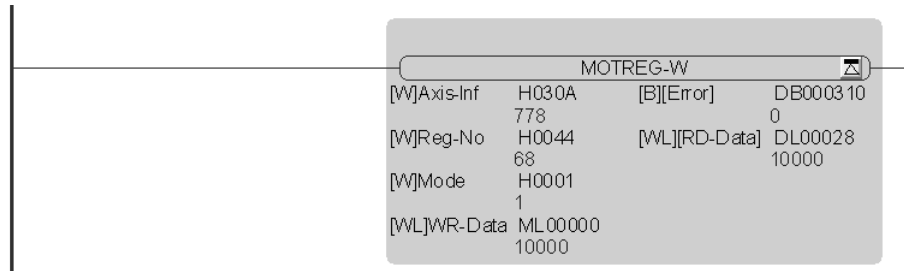 MOTREG-W
[W]Axis-Inf H030A [B][Error] DB000310
778 0
[W]Reg-No H0044 [WL][RD-Data] DL00028
68 10000
[W]Mode H0001
1
[WL]WR-Data ML00000
10000